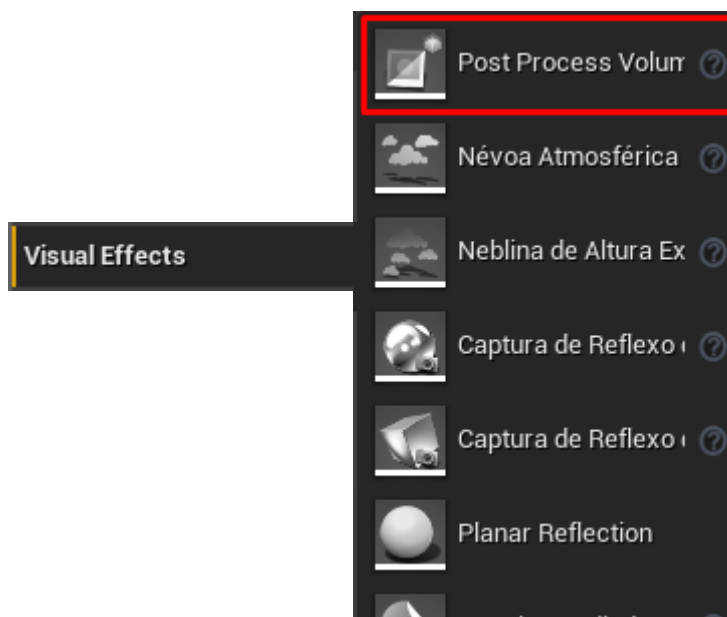 Visual Effects
Post Process Volum
Névoa Atmosférica
Neblina de Altura Ex
Captura de Reflexo
Captura de Reflexo
Planar Reflection